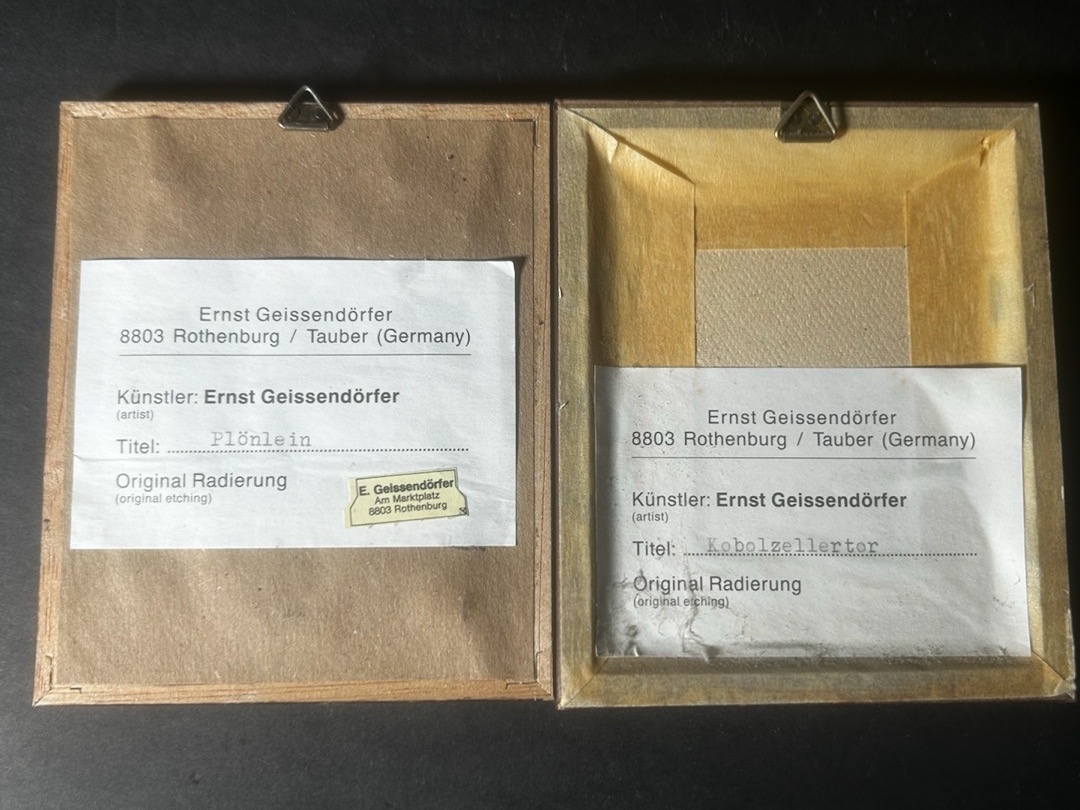 Ernst Geissendörfer
8803 Rothenburg / Tauber (Germany)
Künstler: Ernst Geissendörfer
(artist)
Titel: Plönlein
Original Radierung
(original etching)
E. Geissendörfer
Am Marktplatz
8803 Rothenburg
Ernst Geissendörfer
8803 Rothenburg / Tauber (Germany)
Künstler: Ernst Geissendörfer
(artist)
Titel: Kobolzellertor
Original Radierung
(original etching)